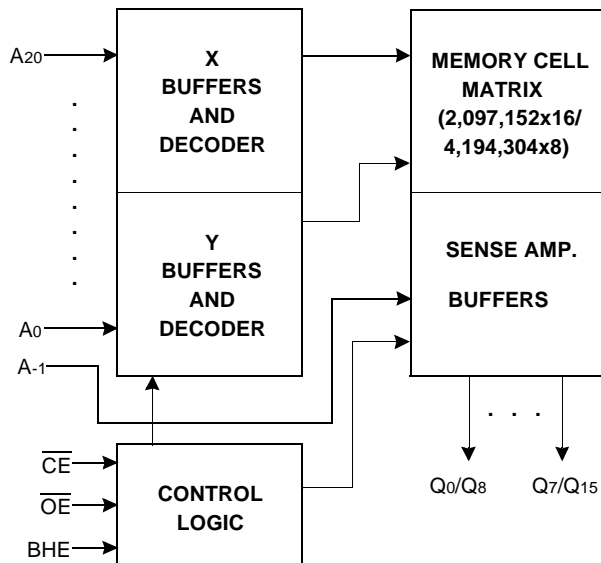 A20
X
BUFFERS
AND
DECODER
MEMORY CELL
MATRIX
(2,097,152x16/
4,194,304x8)
Y
BUFFERS
AND
DECODER
SENSE AMP.
BUFFERS
A0
A-1
. . .
CE
OE
BHE
CONTROL
LOGIC
Q0/Q8
Q7/Q15